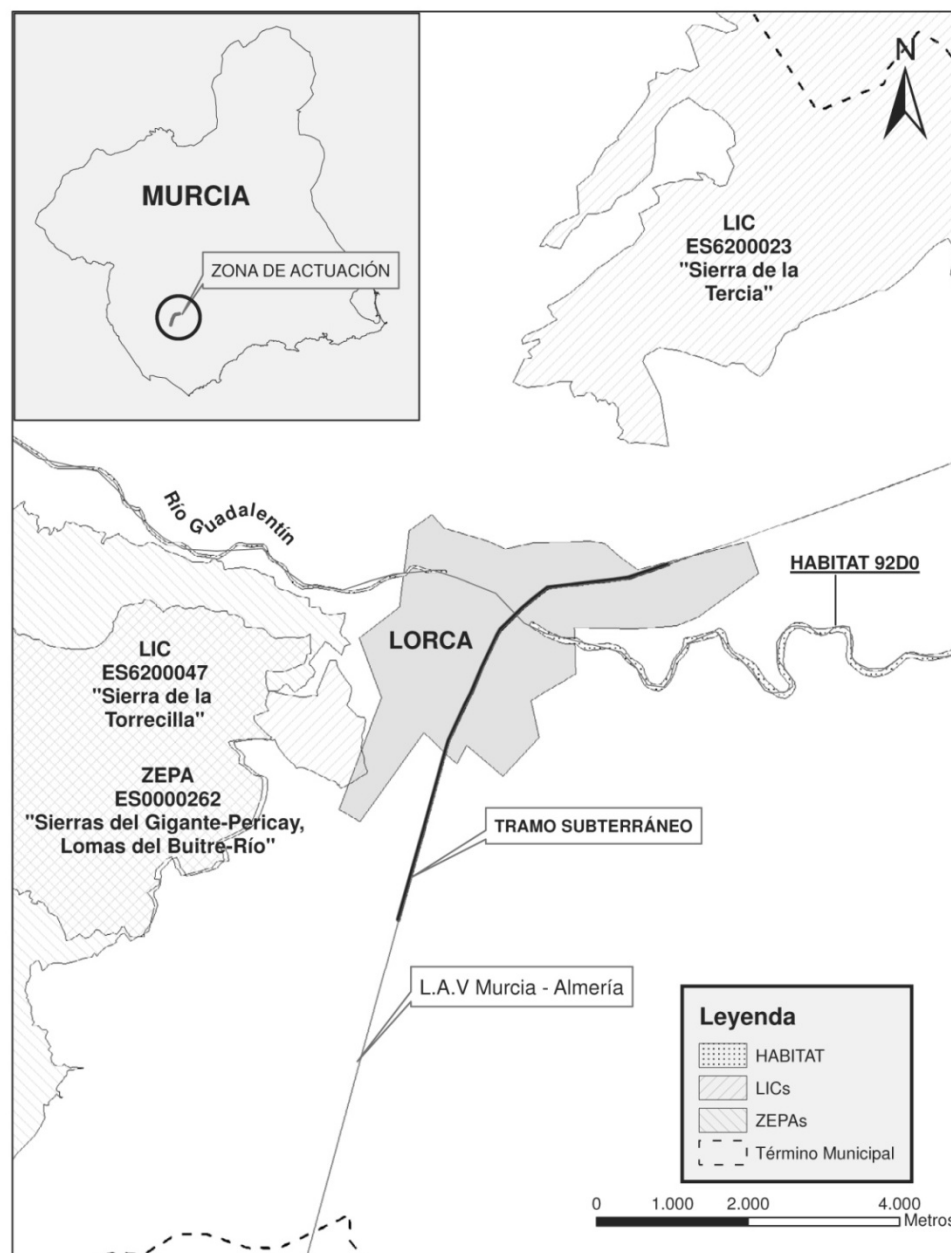 MURCIA
ZONA DE ACTUACIÓN
N
LIC
ES6200023
"Sierra de la
Tercia"
Río Guadalentín
HABITAT 92D0
LORCA
LIC
ES6200047
"Sierra de la
Torrecilla"
ZEPA
ES0000262
"Sierras del Gigante-Pericay,
Lomas del Buitre-Río"
TRAMO SUBTERRÁNEO
L.A.V Murcia - Almería
Leyenda
HABITAT
LICs
ZEPAs
Término Municipal
0 1.000 2.000 4.000
Metros